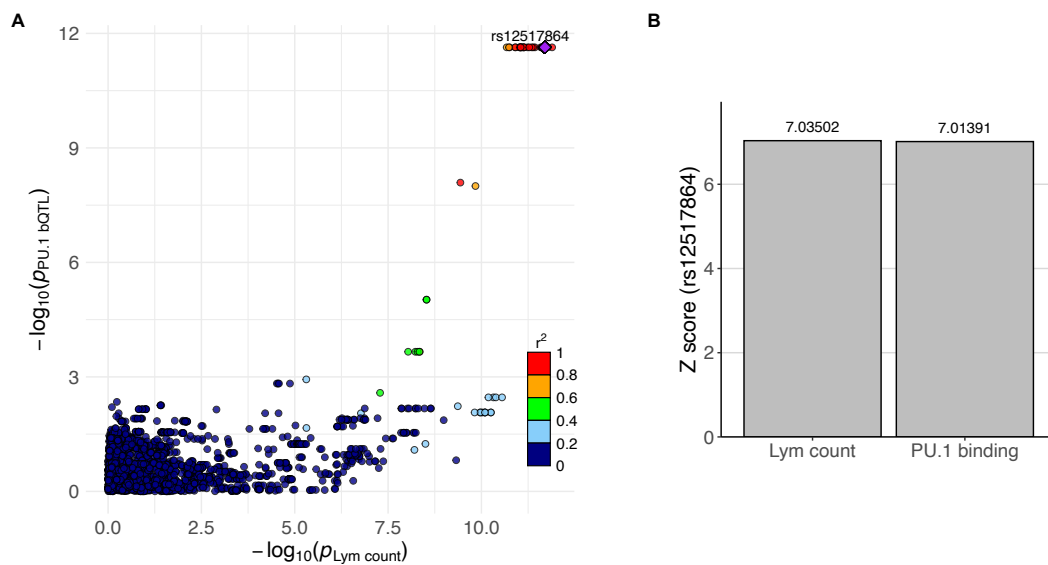 A
B
rs12517864
12
9
6
3
0
−log10(pPU.1 bQTL)
0.0
2.5
5.0
7.5
10.0
−log10(pLym count)
r2
1
0.8
0.6
0.4
0.2
0
7.03502
7.01391
6
4
2
0
Z score (rs12517864)
Lym count
PU.1 binding